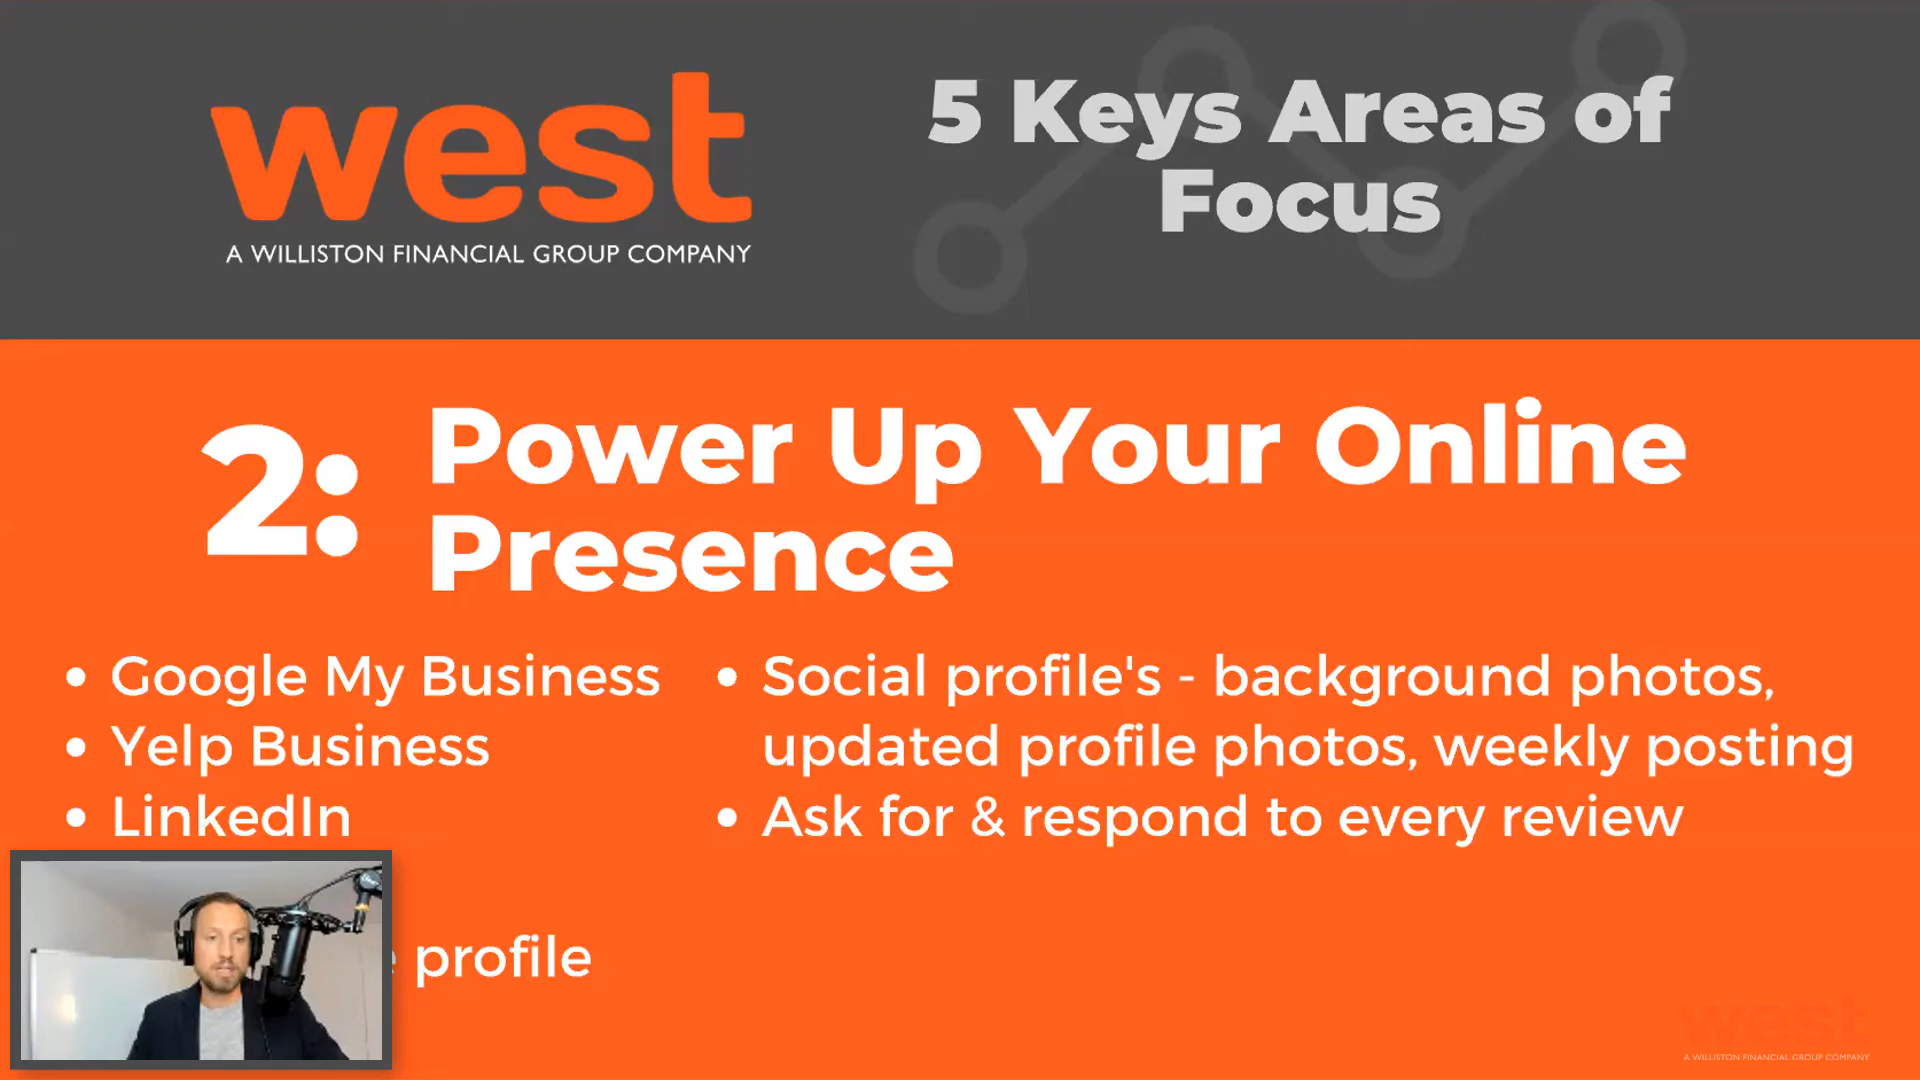 west
A WILLISTON FINANCIAL GROUP COMPANY
5 Keys Areas of
Focus
2:
Power Up Your Online
Presence
• Google My Business
• Yelp Business
• LinkedIn
profile
• Social profile's - background photos,
updated profile photos, weekly posting
• Ask for & respond to every review
west
A WILLISTON FINANCIAL GROUP COMPANY